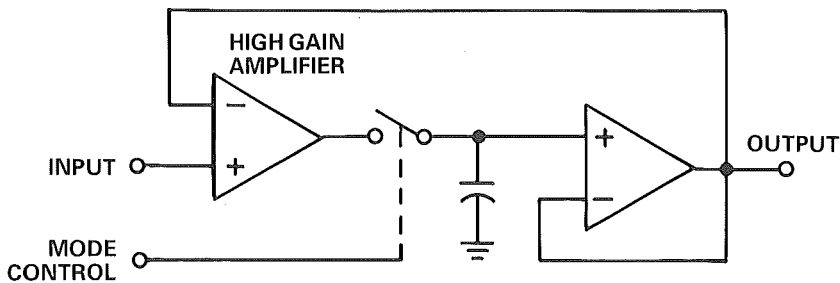 HIGH GAIN
AMPLIFIER
−
+
INPUT
MODE
CONTROL
+
−
OUTPUT